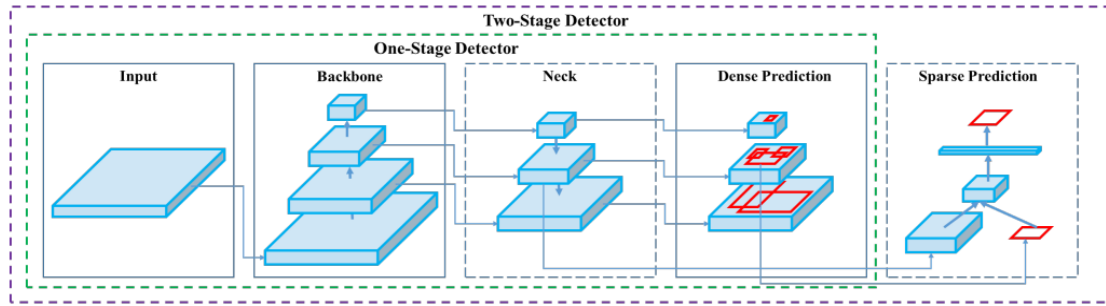 Two-Stage Detector
One-Stage Detector
Input
Backbone
Neck
Dense Prediction
Sparse Prediction